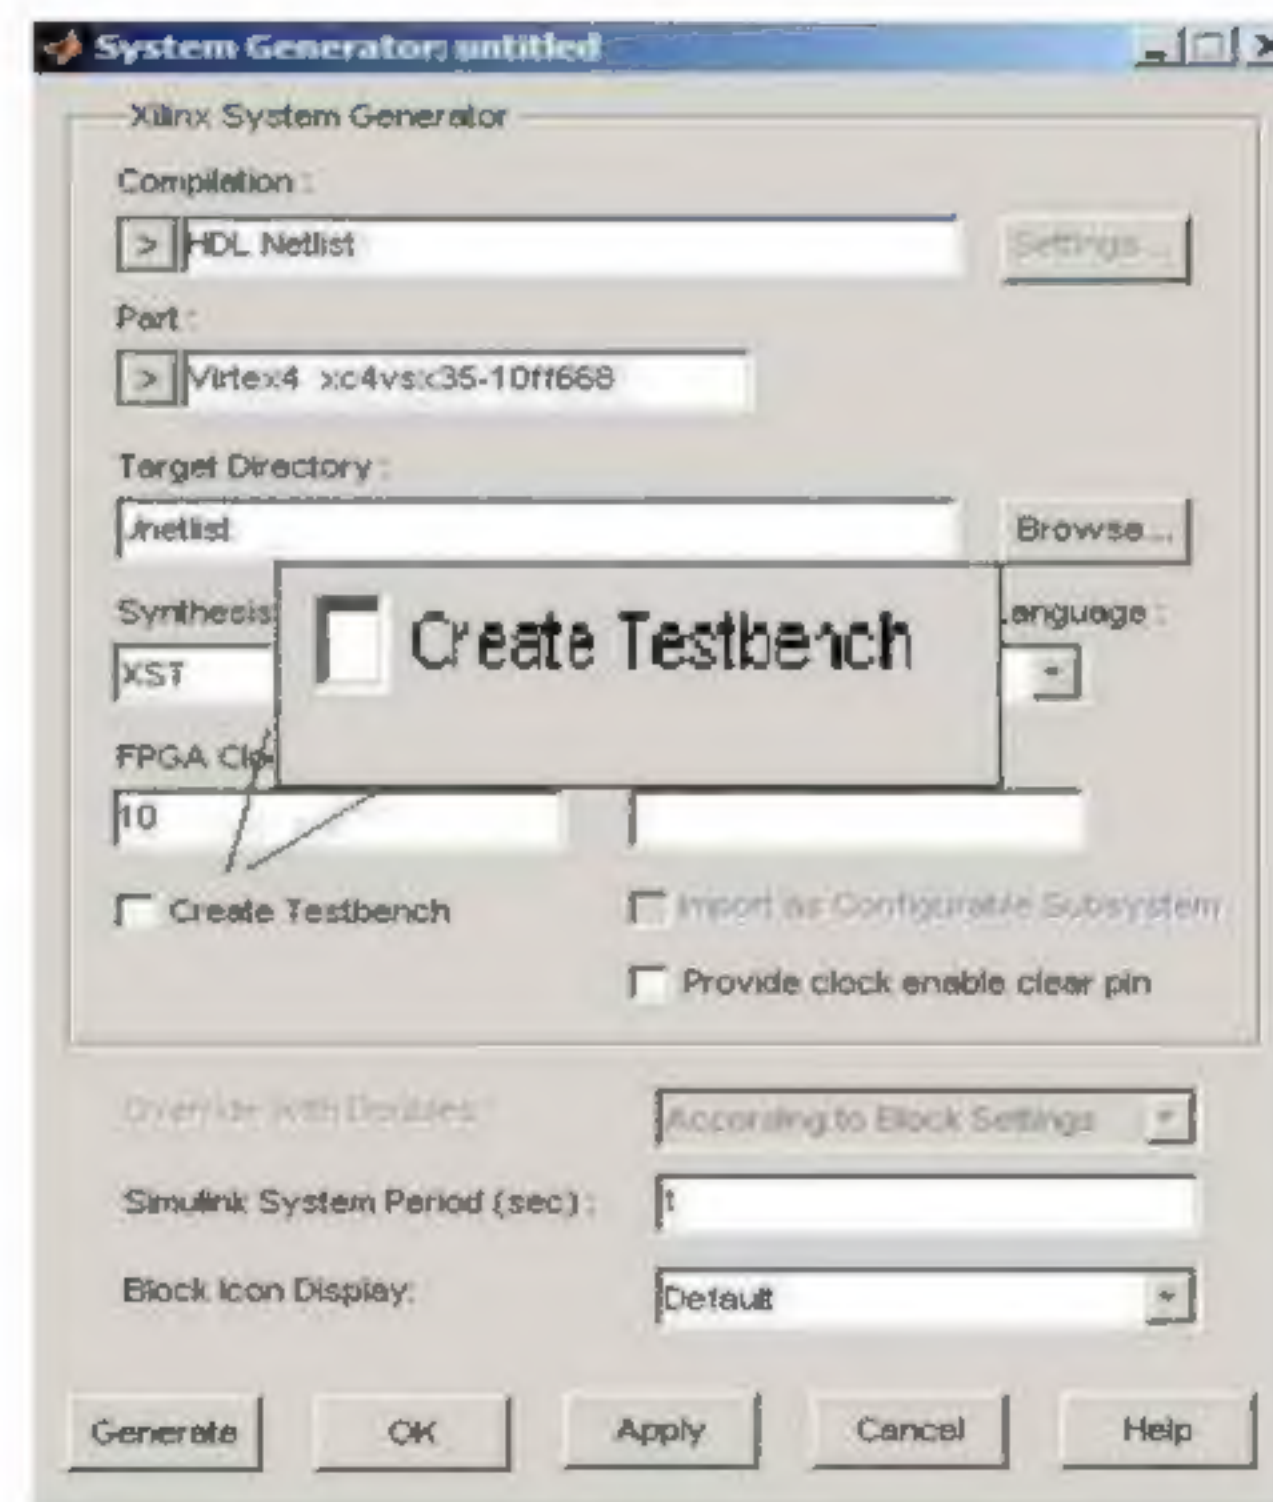 System Generator: untitled
Xilinx System Generator
Compilation :
> HDL Netlist Settings...
Part :
> Virtex4 xc4vsx35-10ff668
Target Directory :
./netlist Browse...
Synthesis Language :
XST
Create Testbench
FPGA Clo
10
Create Testbench Import as Configurable Subsystem
Provide clock enable clear pin
Override with Doubles : According to Block Settings
Simulink System Period (sec) : 1
Block Icon Display: Default
Generate OK Apply Cancel Help